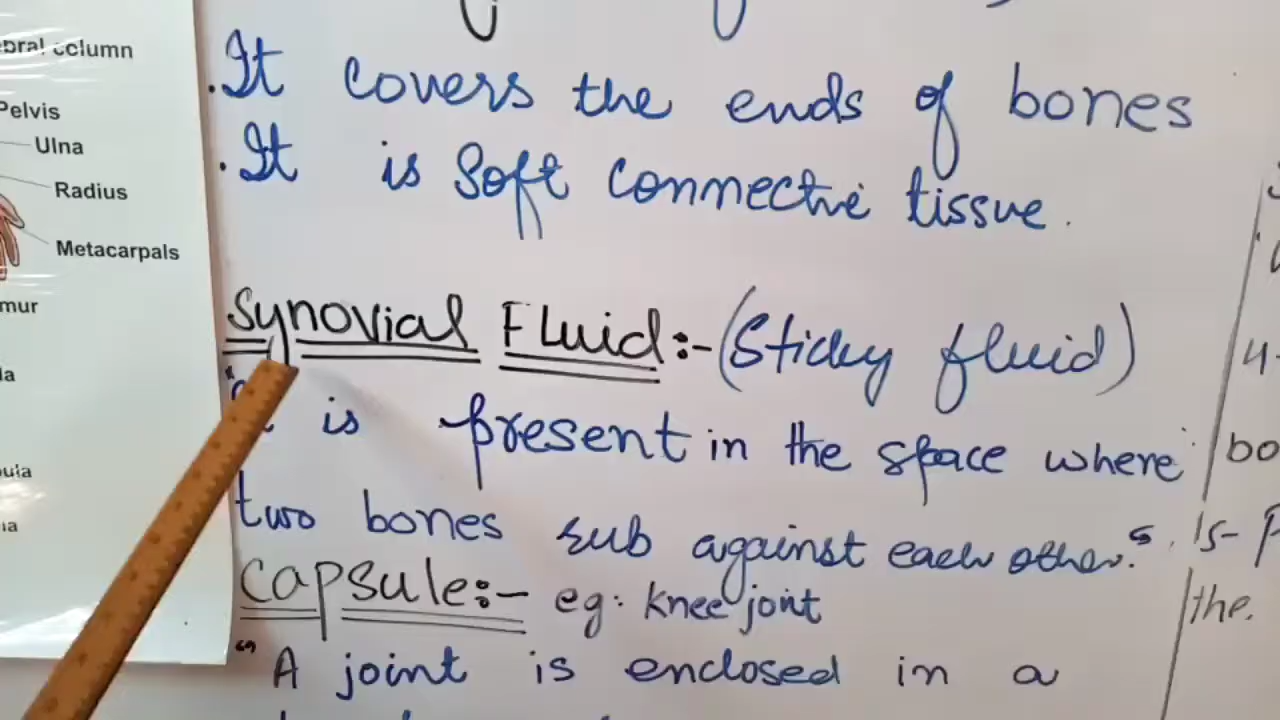 .It covers the ends of bones
.It is Soft connective tissue.
Synovial Fluid:-(Sticky fluid)
is present in the space where
two bones rub against each other."
Capsule:- eg: knee joint
" A joint is enclosed in a
column
Pelvis
Ulna
Radius
Metacarpals
4-
bo
Is-
the.